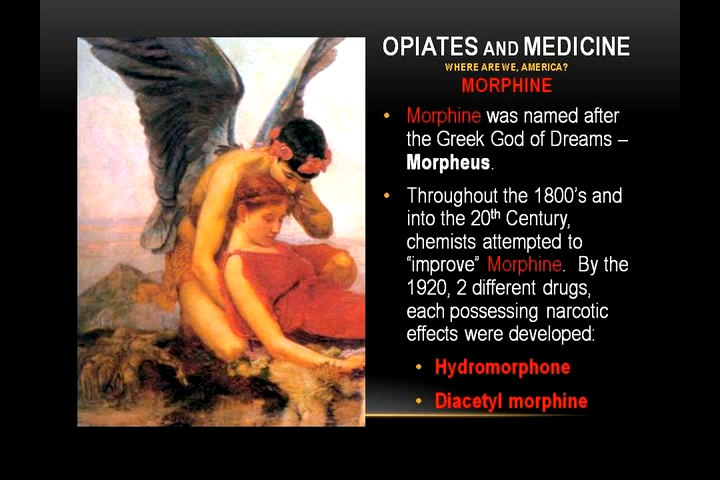 OPIATES AND MEDICINE
WHERE ARE WE, AMERICA?
MORPHINE
• Morphine was named after
the Greek God of Dreams –
Morpheus.
• Throughout the 1800's and
into the 20th Century,
chemists attempted to
"improve" Morphine. By the
1920, 2 different drugs,
each possessing narcotic
effects were developed:
• Hydromorphone
• Diacetyl morphine